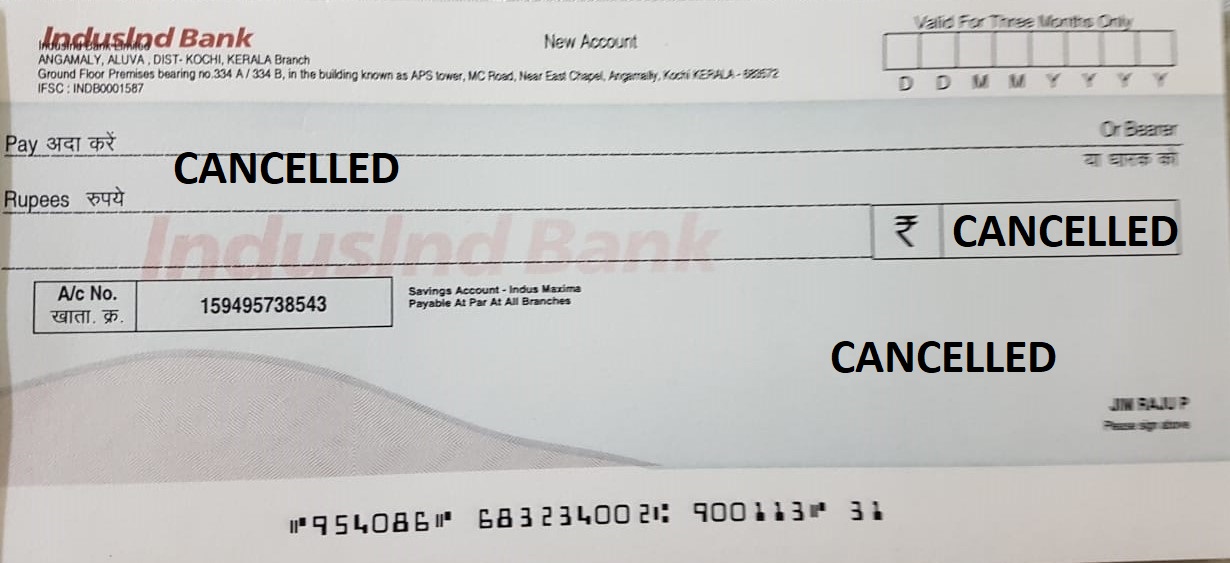 IndusInd Bank
IndusInd Bank Limited
ANGAMALY, ALUVA , DIST- KOCHI, KERALA Branch
Ground Floor Premises bearing no.334 A / 334 B, in the building known as APS tower, MC Road, Near East Chapel, Angamally, Kochi KERALA - 683572
IFSC : INDB0001587
New Account
Valid For Three Months Only
D D M M Y Y Y Y
Pay अदा करें
Or Bearer
या धारक को
CANCELLED
Rupees रुपये
₹ CANCELLED
IndusInd Bank
A/c No.
खाता. क्र.
159495738543
Savings Account - Indus Maxima
Payable At Par At All Branches
CANCELLED
JIM RAJU P
Please sign above
⑈954086⑈ 683234002⑆ 900113⑈ 31